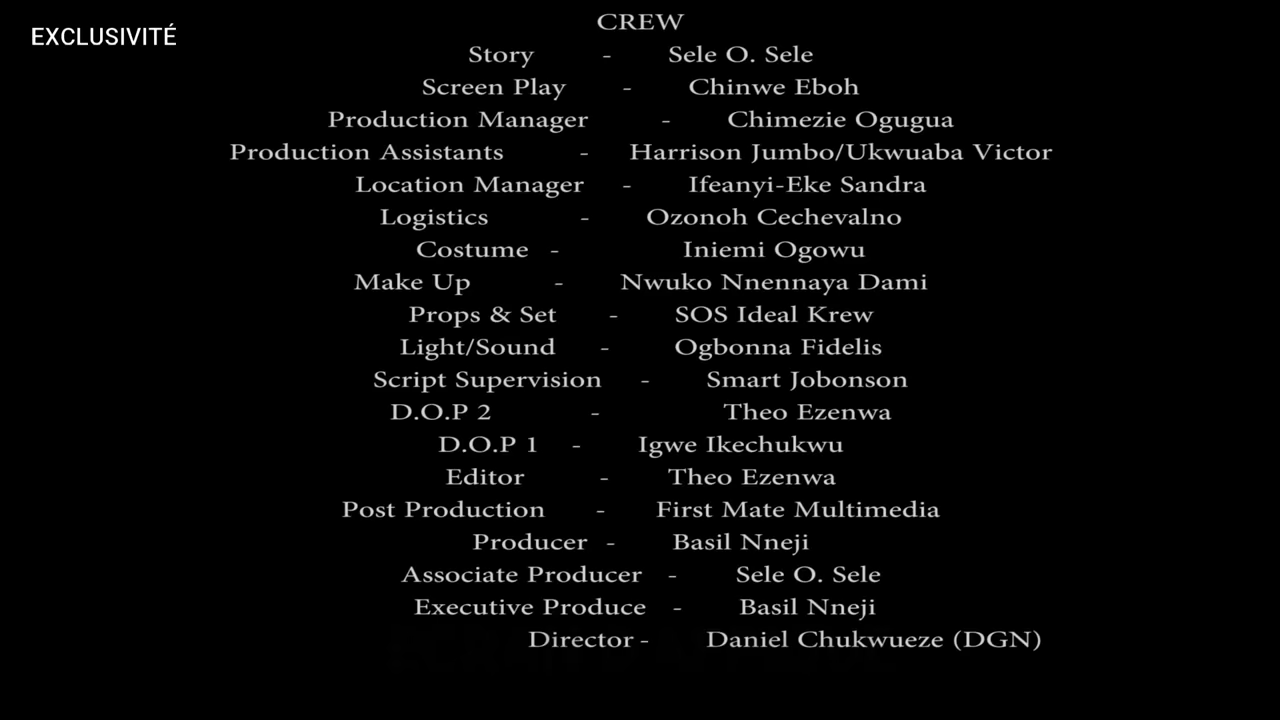 EXCLUSIVITÉ
CREW
Story - Sele O. Sele
Screen Play - Chinwe Eboh
Production Manager - Chimezie Ogugua
Production Assistants - Harrison Jumbo/Ukwuaba Victor
Location Manager - Ifeanyi-Eke Sandra
Logistics - Ozonoh Cechevalno
Costume - Iniemi Ogowu
Make Up - Nwuko Nnennaya Dami
Props & Set - SOS Ideal Krew
Light/Sound - Ogbonna Fidelis
Script Supervision - Smart Jobonson
D.O.P 2 - Theo Ezenwa
D.O.P 1 - Igwe Ikechukwu
Editor - Theo Ezenwa
Post Production - First Mate Multimedia
Producer - Basil Nneji
Associate Producer - Sele O. Sele
Executive Produce - Basil Nneji
Director - Daniel Chukwueze (DGN)